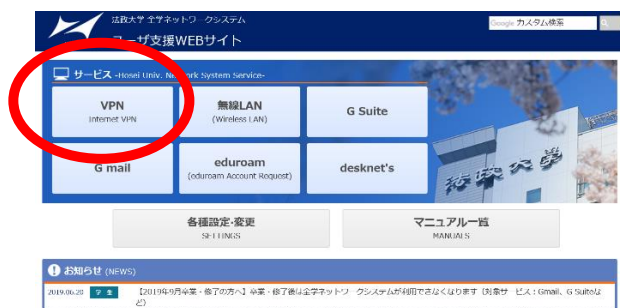 法政大学 全学ネットワークシステム
ユーザ支援WEBサイト
Google カスタム検索
サービス -Hosei Univ. Network System Service-
VPN
Internet VPN
無線LAN
(Wireless LAN)
G Suite
G mail
eduroam
(eduroam Account Request)
desknet's
法政大学
各種設定・変更
SETTINGS
マニュアル一覧
MANUALS
お知らせ (NEWS)
2019.06.20 学生 【2019年9月卒業・修了の方へ】卒業・修了後は全学ネットワークシステムが利用できなくなります（対象サービス：Gmail、G Suiteな
ど）